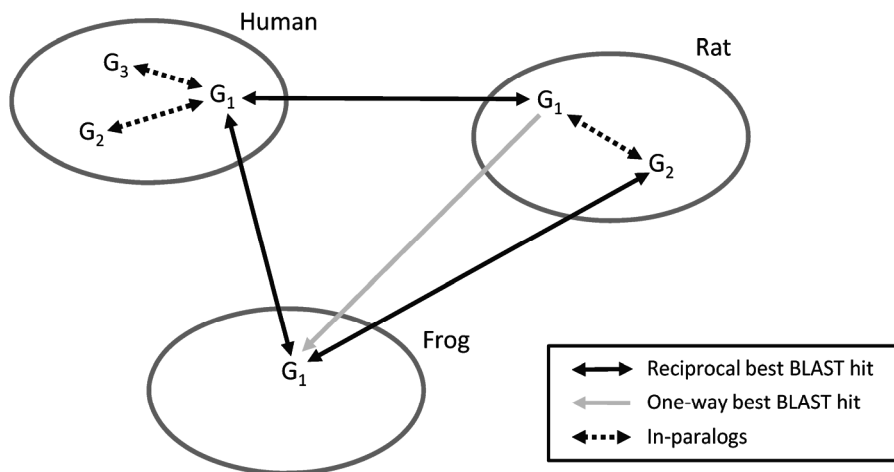 Human
Rat
G3
G1
G2
G1
G2
G1
Frog
Reciprocal best BLAST hit
One-way best BLAST hit
In-paralogs